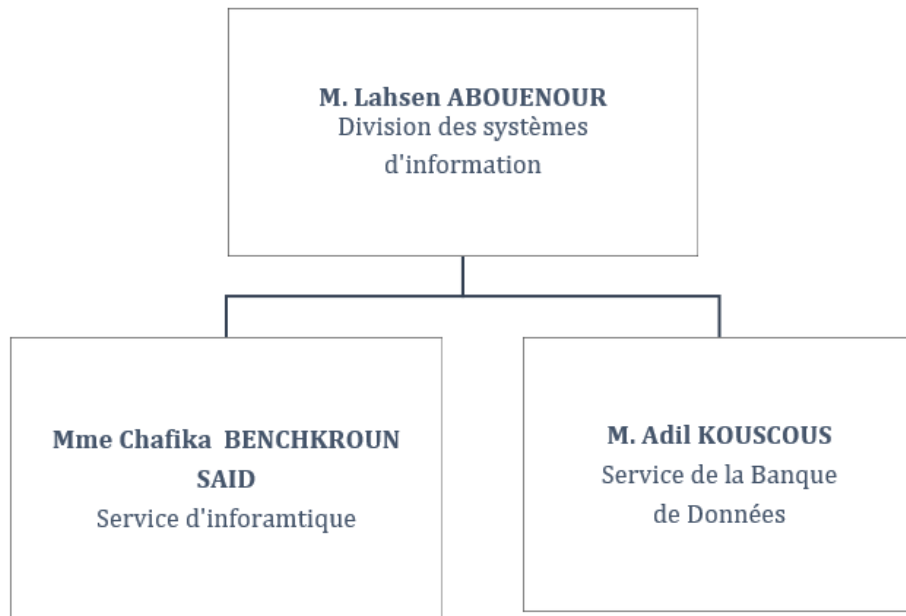 M. Lahsen ABOUENOUR
Division des systèmes
d'information
Mme Chafika BENCHKROUN
SAID
Service d'inforamtique
M. Adil KOUSCOUS
Service de la Banque
de Données